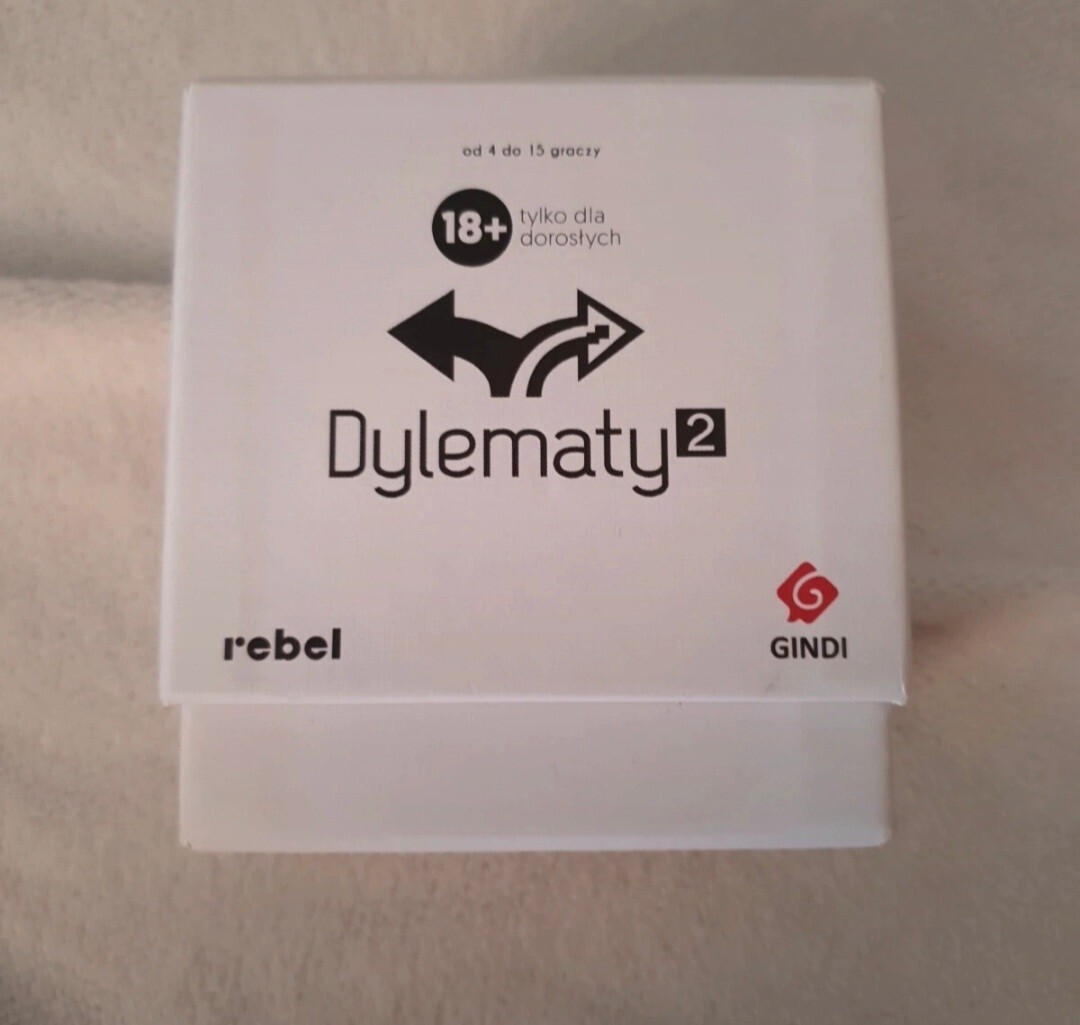 od 4 do 15 graczy
18+ tylko dla
dorosłych
Dylematy 2
rebel
GINDI